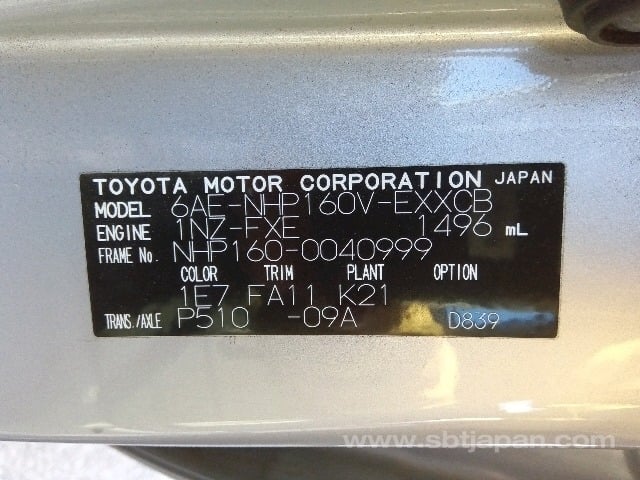 TOYOTA MOTOR CORPORATION JAPAN
MODEL 6AE-NHP160V-EXXCB
ENGINE 1NZ-FXE 1496 mL
FRAME No. NHP160-0040999
COLOR TRIM PLANT OPTION
1E7 FA11 K21
TRANS./AXLE P510 -09A D839
www.sbtjapan.com